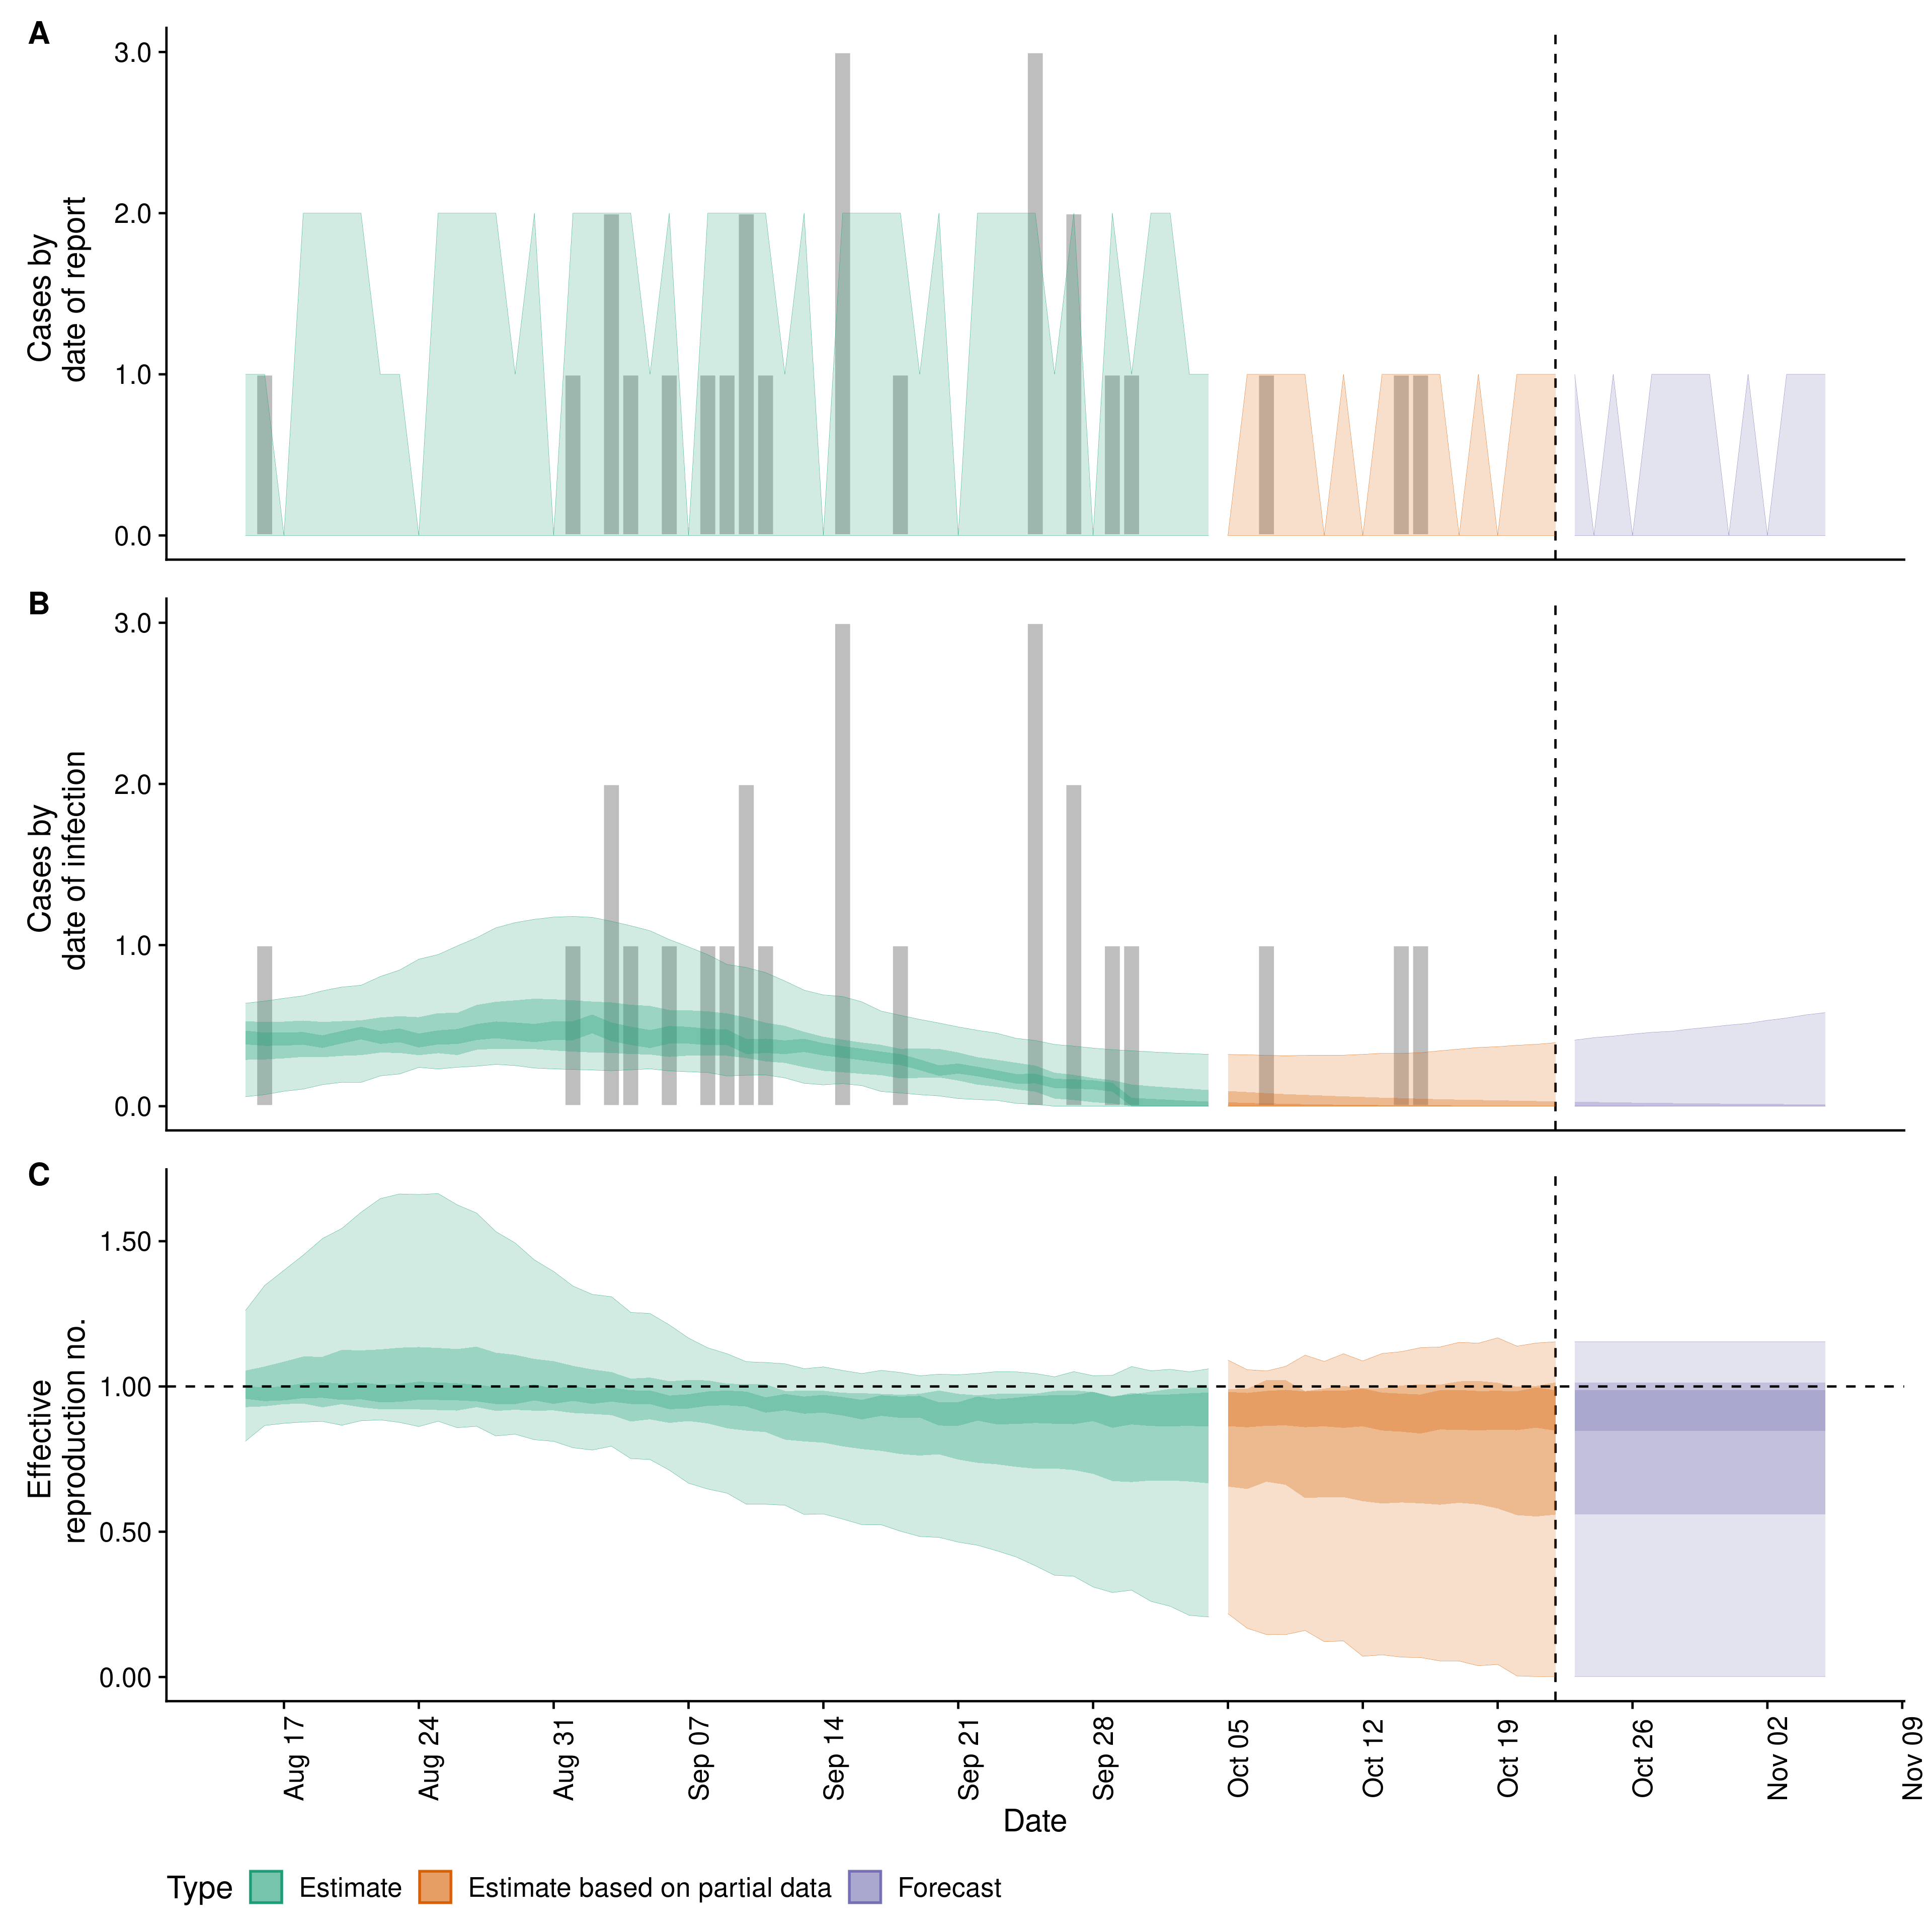 A
3.0
2.0
1.0
0.0
Cases by
date of report
B
3.0
2.0
1.0
0.0
Cases by
date of infection
C
1.50
1.00
0.50
0.00
Effective
reproduction no.
Aug 17
Aug 24
Aug 31
Sep 07
Sep 14
Sep 21
Sep 28
Oct 05
Oct 12
Oct 19
Oct 26
Nov 02
Nov 09
Date
Type Estimate Estimate based on partial data Forecast